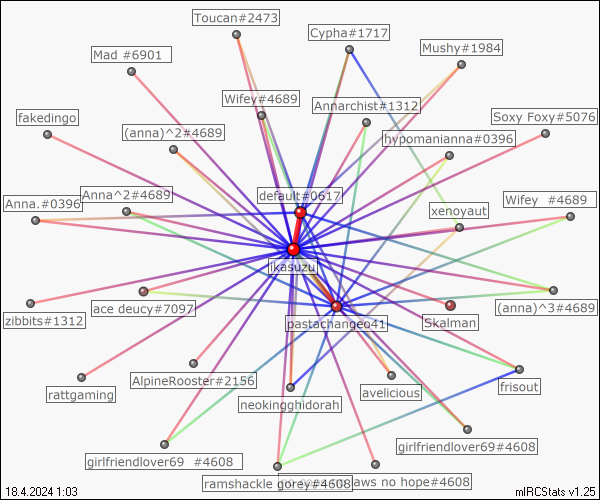 Toucan#2473
Cypha#1717
Mushy#1984
Mad #6901
Wifey#4689
Annarchist#1312
Soxy Foxy#5076
fakedingo
(anna)^2#4689
hypomanianna#0396
Anna.#0396
Anna^2#4689
default#0617
xenoyaut
Wifey #4689
ikasuzu
zibbits#1312
ace deucy#7097
pastachangeo41
Skalman
(anna)^3#4689
rattgaming
AlpineRooster#2156
neokingghidorah
avelicious
frisout
girlfriendlover69 #4608
girlfriendlover69#4608
ramshackle gorey#4608
aws no hope#4608
18.4.2024 1:03
mIRCStats v1.25